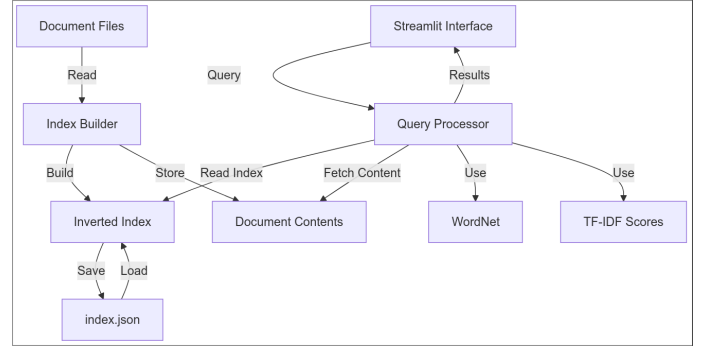 Document Files
Streamlit Interface
Read
Query
Results
Index Builder
Query Processor
Build
Store
Read Index
Fetch Content
Use
Use
Inverted Index
Document Contents
WordNet
TF-IDF Scores
Save
Load
index.json